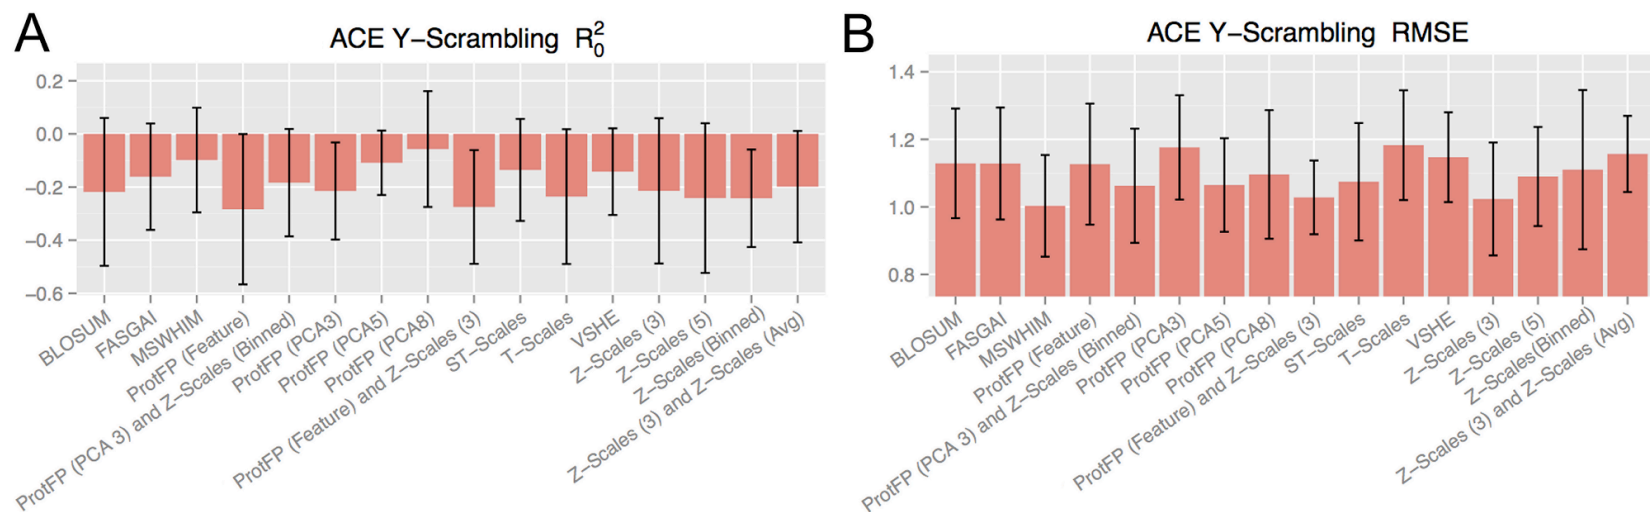 A
ACE Y−Scrambling R₀²
0.2
0.0
−0.2
−0.4
−0.6
BLOSUM
FASGAI
MSWHIM
ProtFP (Feature)
ProtFP (PCA 3) and Z−Scales (Binned)
ProtFP (PCA3)
ProtFP (PCA5)
ProtFP (PCA8)
ProtFP (Feature) and Z−Scales (3)
ST−Scales
T−Scales
VSHE
Z−Scales (3)
Z−Scales (5)
Z−Scales (Binned)
Z−Scales (3) and Z−Scales (Avg)
B
ACE Y−Scrambling RMSE
1.4
1.2
1.0
0.8
BLOSUM
FASGAI
MSWHIM
ProtFP (Feature)
ProtFP (PCA 3) and Z−Scales (Binned)
ProtFP (PCA3)
ProtFP (PCA5)
ProtFP (PCA8)
ProtFP (Feature) and Z−Scales (3)
ST−Scales
T−Scales
VSHE
Z−Scales (3)
Z−Scales (5)
Z−Scales(Binned)
Z−Scales (3) and Z−Scales (Avg)